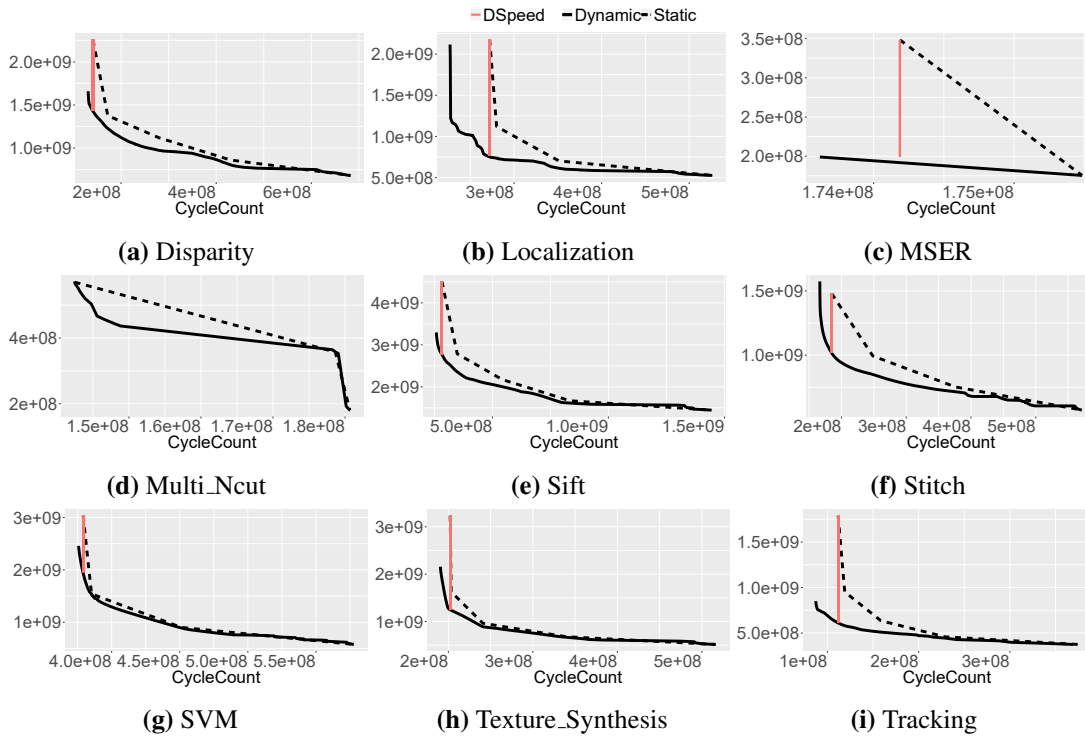 DSpeed Dynamic Static
2.0e+09
1.5e+09
1.0e+09
2e+08 4e+08 6e+08
CycleCount
(a) Disparity
2.0e+09
1.5e+09
1.0e+09
5.0e+08
3e+08 4e+08 5e+08
CycleCount
(b) Localization
3.5e+08
3.0e+08
2.5e+08
2.0e+08
1.74e+08 1.75e+08
CycleCount
(c) MSER
4e+08
2e+08
1.5e+08 1.6e+08 1.7e+08 1.8e+08
CycleCount
(d) Multi_Ncut
4e+09
3e+09
2e+09
5.0e+08 1.0e+09 1.5e+09
CycleCount
(e) Sift
1.5e+09
1.0e+09
2e+08 3e+08 4e+08 5e+08
CycleCount
(f) Stitch
3e+09
2e+09
1e+09
4.0e+08 4.5e+08 5.0e+08 5.5e+08
CycleCount
(g) SVM
3e+09
2e+09
1e+09
2e+08 3e+08 4e+08 5e+08
CycleCount
(h) Texture_Synthesis
1.5e+09
1.0e+09
5.0e+08
1e+08 2e+08 3e+08
CycleCount
(i) Tracking